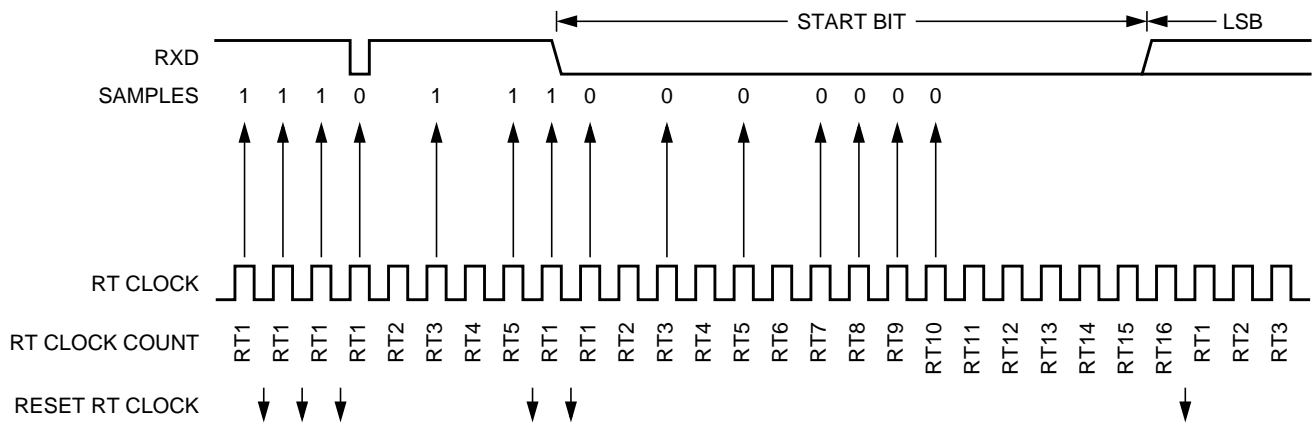 START BIT LSB
RXD
SAMPLES 1 1 1 0 1 1 1 0 0 0 0 0 0 0
RT CLOCK
RT CLOCK COUNT RT1 RT1 RT1 RT1 RT2 RT3 RT4 RT5 RT1 RT1 RT2 RT3 RT4 RT5 RT6 RT7 RT8 RT9 RT10 RT11 RT12 RT13 RT14 RT15 RT16 RT1 RT2 RT3
RESET RT CLOCK